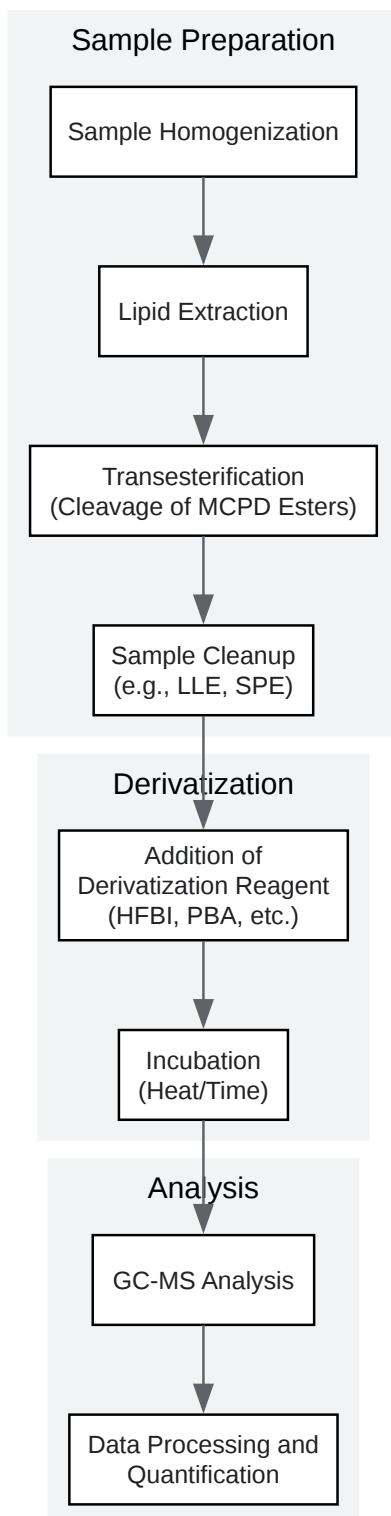 Sample Preparation
Sample Homogenization
Lipid Extraction
Transesterification
(Cleavage of MCPD Esters)
Sample Cleanup
(e.g., LLE, SPE)
Derivatization
Addition of
Derivatization Reagent
(HFBI, PBA, etc.)
Incubation
(Heat/Time)
Analysis
GC-MS Analysis
Data Processing and
Quantification